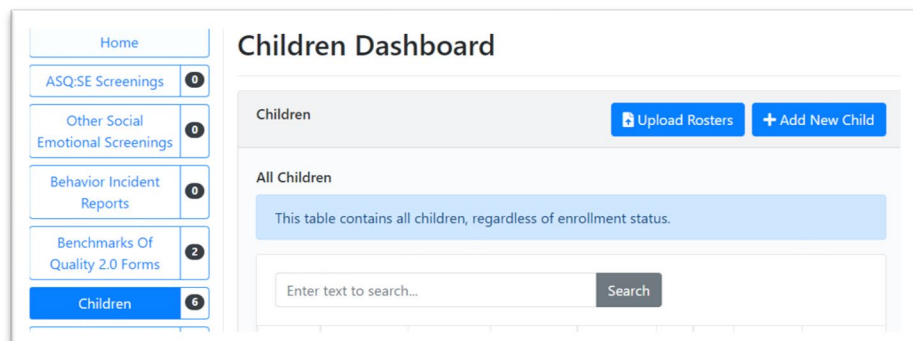 Home
ASQ:SE Screenings 0
Other Social
Emotional Screenings 0
Behavior Incident
Reports 0
Benchmarks Of
Quality 2.0 Forms 2
Children 6
Children Dashboard
Children
Upload Rosters
Add New Child
All Children
This table contains all children, regardless of enrollment status.
Enter text to search...
Search